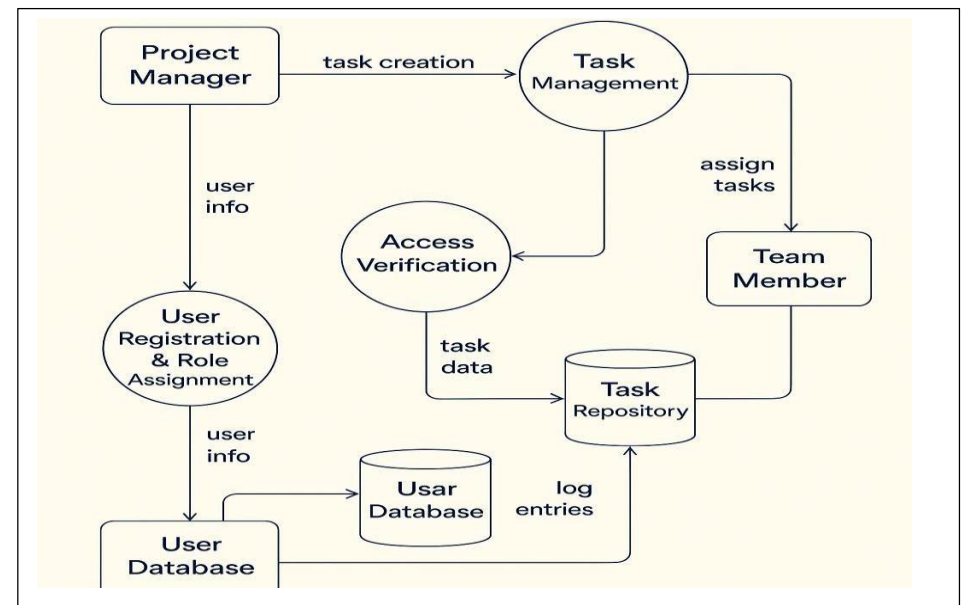 Project
Manager
task creation
Task
Management
user
info
assign
tasks
Access
Verification
Team
Member
User
Registration
& Role
Assignment
task
data
Task
Repository
user
info
Usar
Database
log
entries
User
Database